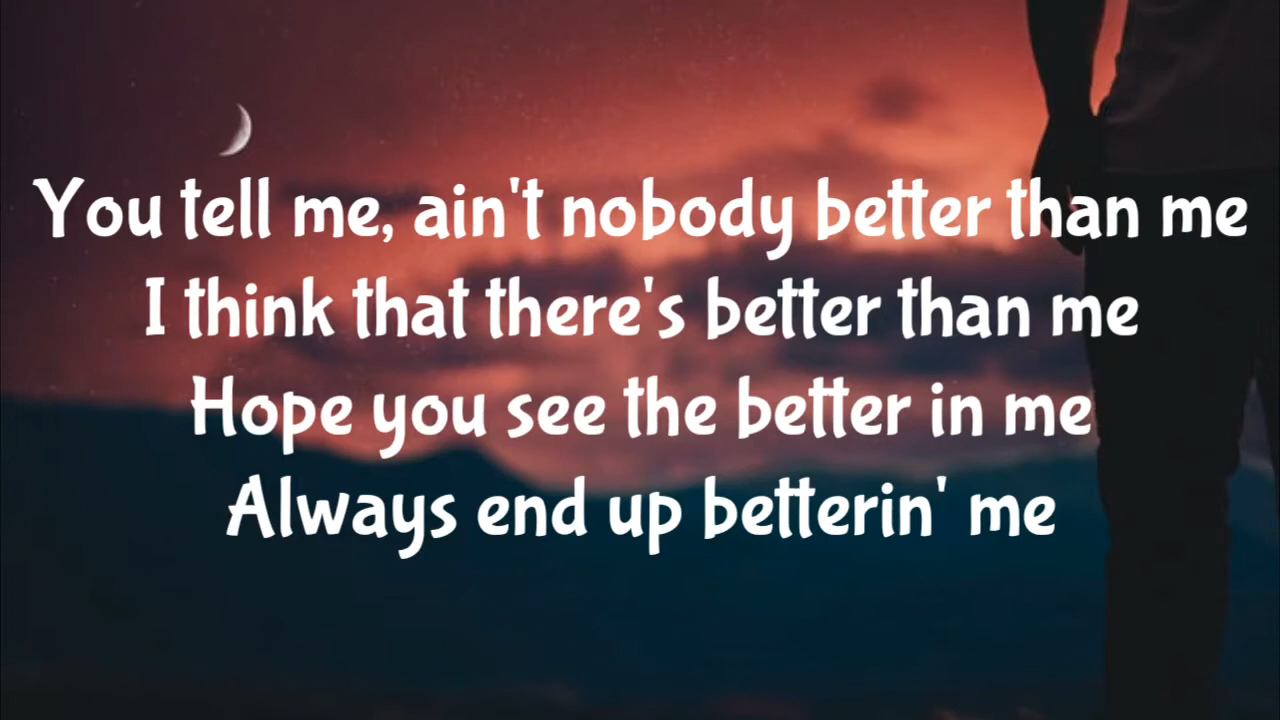 You tell me, ain't nobody better than me
I think that there's better than me
Hope you see the better in me
Always end up betterin' me